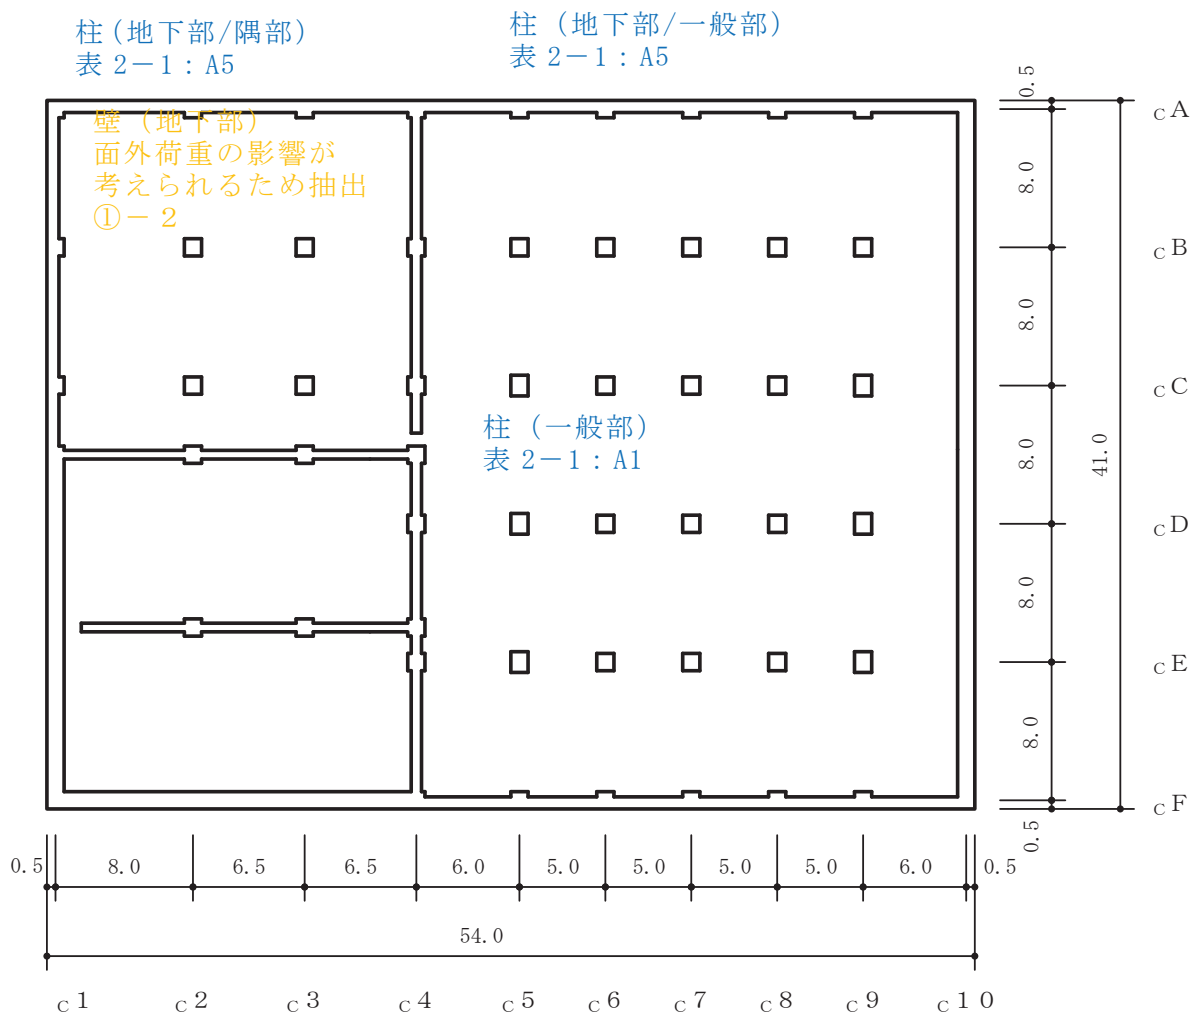 柱(地下部/隅部)
表 2－1：A5
柱 (地下部/一般部)
表 2－1：A5
壁 (地下部)
面外荷重の影響が
考えられるため抽出
①－２
柱 (一般部)
表 2－1：A1
0.5
8.0
8.0
8.0
8.0
8.0
0.5
41.0
cA
cB
cC
cD
cE
cF
0.5 8.0 6.5 6.5 6.0 5.0 5.0 5.0 5.0 6.0 0.5
54.0
c1 c2 c3 c4 c5 c6 c7 c8 c9 c10